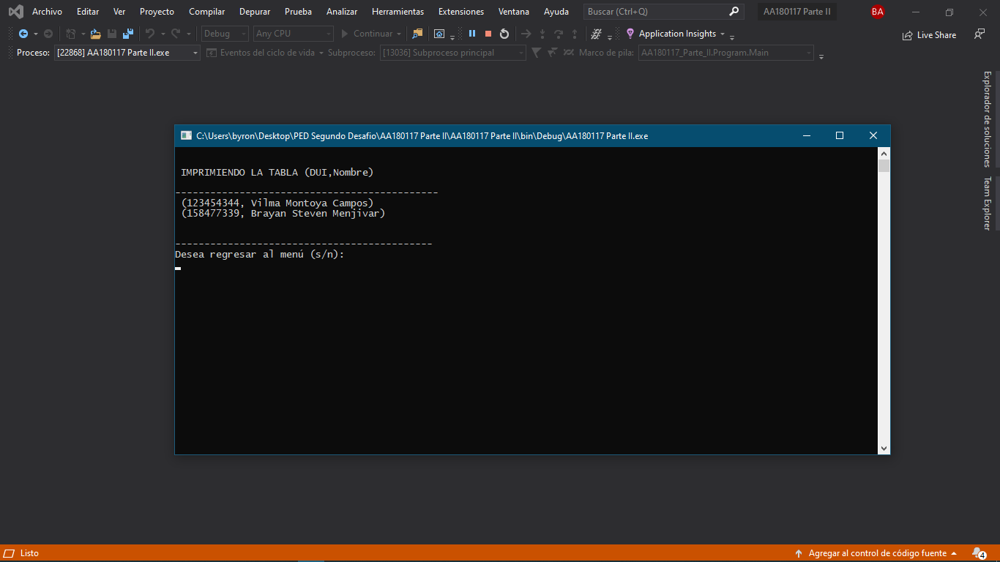 Archivo Editar Ver Proyecto Compilar Depurar Prueba Analizar Herramientas Extensiones Ventana Ayuda Buscar (Ctrl+Q) AA180117 Parte II BA
Debug Any CPU Continuar Application Insights Live Share
Proceso: [22868] AA180117 Parte II.exe Eventos del ciclo de vida Subproceso: [13036] Subproceso principal Marco de pila: AA180117_Parte_II.Program.Main
Explorador de soluciones
Team Explorer
C:\Users\byron\Desktop\PED Segundo Desafio\AA180117 Parte II\AA180117 Parte II\bin\Debug\AA180117 Parte II.exe
IMPRIMIENDO LA TABLA (DUI,Nombre)
---------------------------------------------
(123454344, Vilma Montoya Campos)
(158477339, Brayan Steven Menjivar)
--------------------------------------------
Desea regresar al menú (s/n):
Listo Agregar al control de código fuente 4